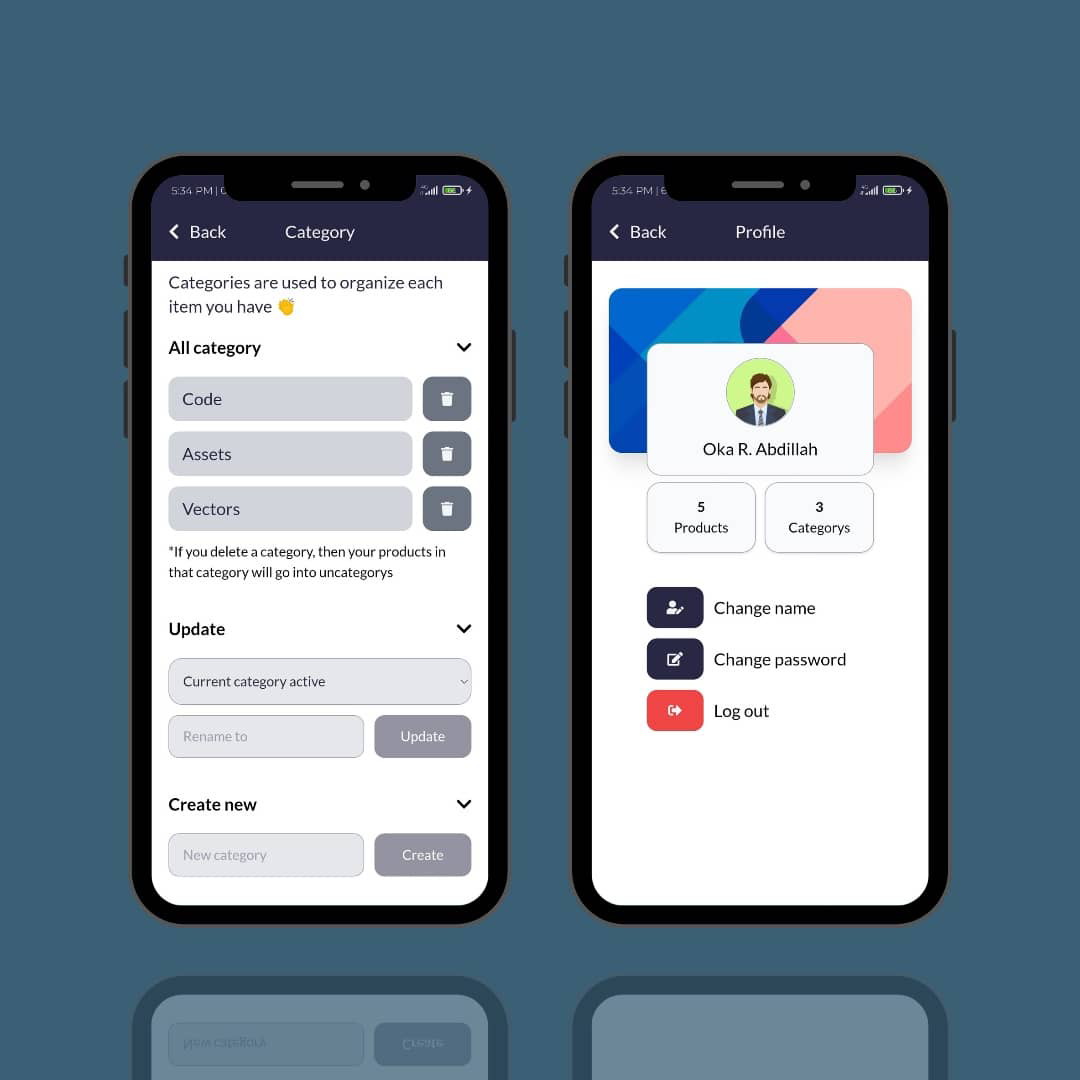 5:34 PM |
Back
Category
Categories are used to organize each
item you have 👏
All category
Code
Assets
Vectors
*If you delete a category, then your products in
that category will go into uncategorys
Update
Current category active
Rename to
Update
Create new
New category
Create
5:34 PM |
Back
Profile
Oka R. Abdillah
5
Products
3
Categorys
Change name
Change password
Log out
New category
Create